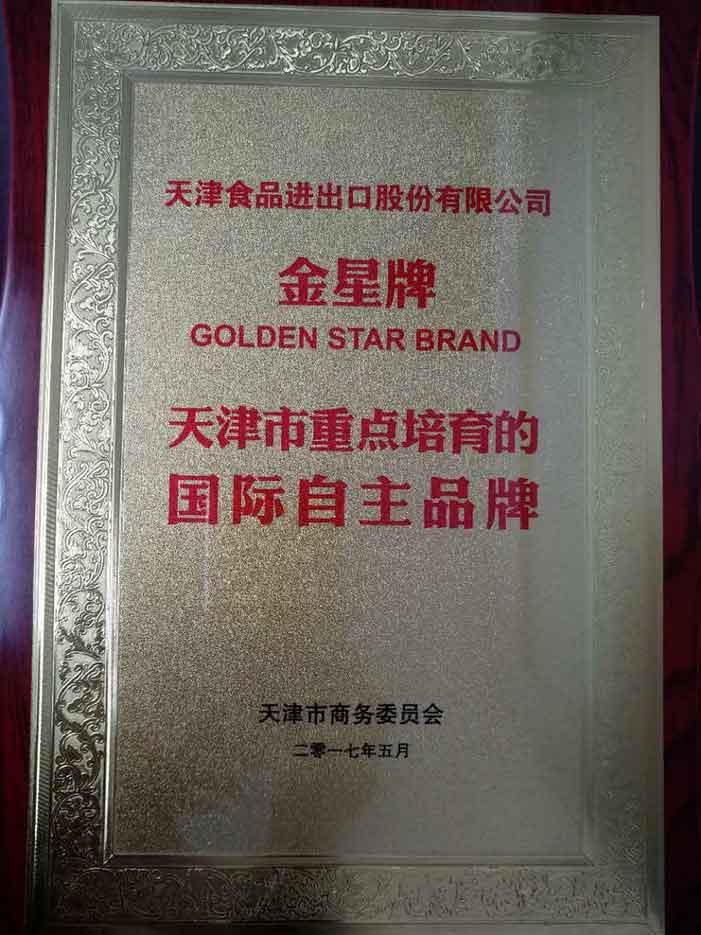 天津食品进出口股份有限公司
金星牌
GOLDEN STAR BRAND
天津市重点培育的
国际自主品牌
天津市商务委员会
二零一七年五月